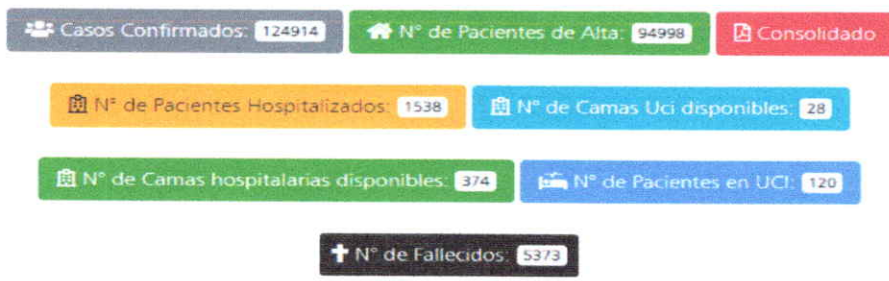 Casos Confirmados: 124914 N° de Pacientes de Alta: 94998 Consolidado
N° de Pacientes Hospitalizados: 1538 N° de Camas Uci disponibles: 28
N° de Camas hospitalarias disponibles: 374 N° de Pacientes en UCI: 120
N° de Fallecidos: 5373